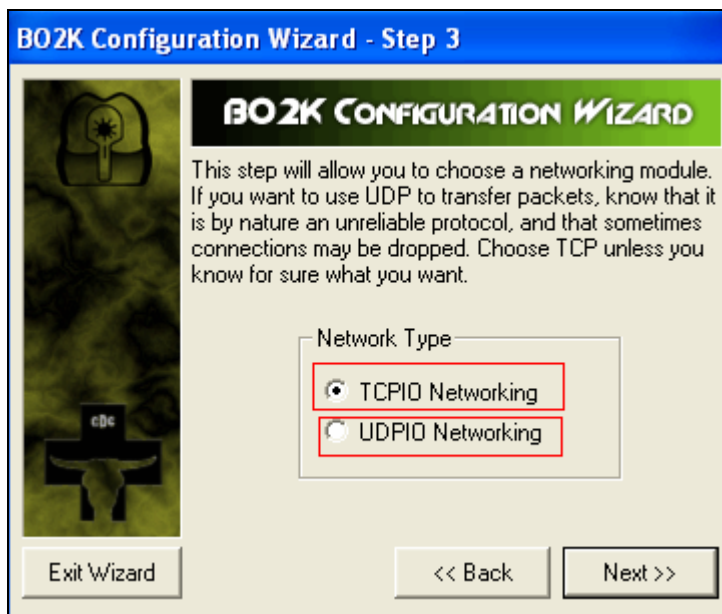 BO2K Configuration Wizard - Step 3
BO2K CONFIGURATION WIZARD
This step will allow you to choose a networking module.
If you want to use UDP to transfer packets, know that it
is by nature an unreliable protocol, and that sometimes
connections may be dropped. Choose TCP unless you
know for sure what you want.
Network Type
TCPIO Networking
UDPIO Networking
cDc
Exit Wizard
<< Back
Next >>